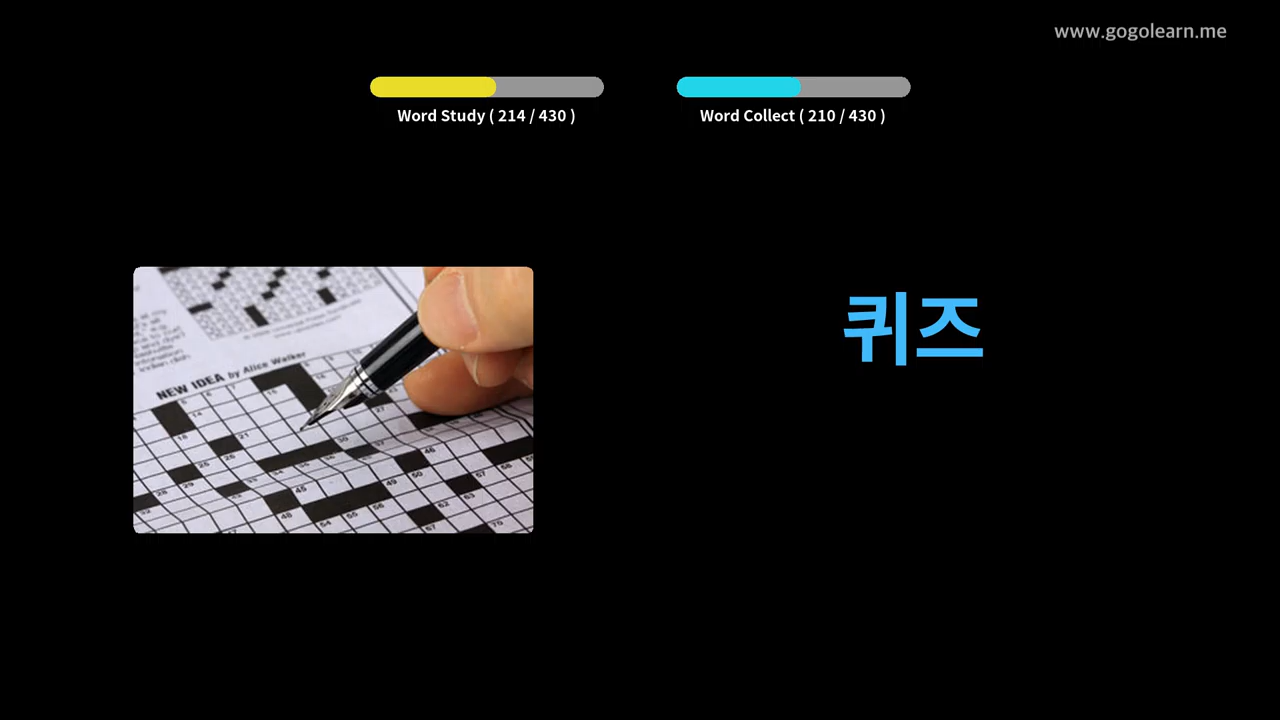 www.gogolearn.me
Word Study ( 214 / 430 )
Word Collect ( 210 / 430 )
퀴즈
NEW IDEA by Alice Walker